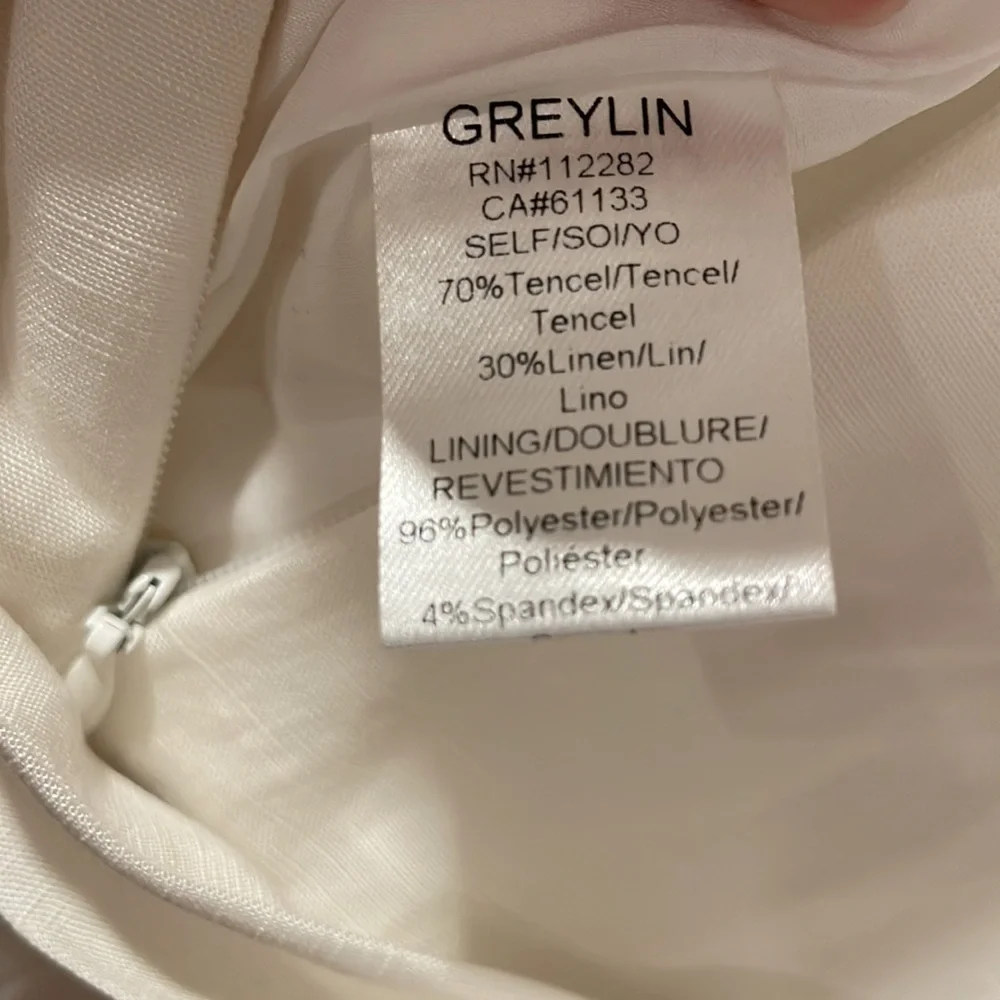 GREYLIN
RN#112282
CA#61133
SELF/SOI/YO
70%Tencel/Tencel/
Tencel
30%Linen/Lin/
Lino
LINING/DOUBLURE/
REVESTIMIENTO
96%Polyester/Polyester/
Poliéster
4%Spandex/Spandex/